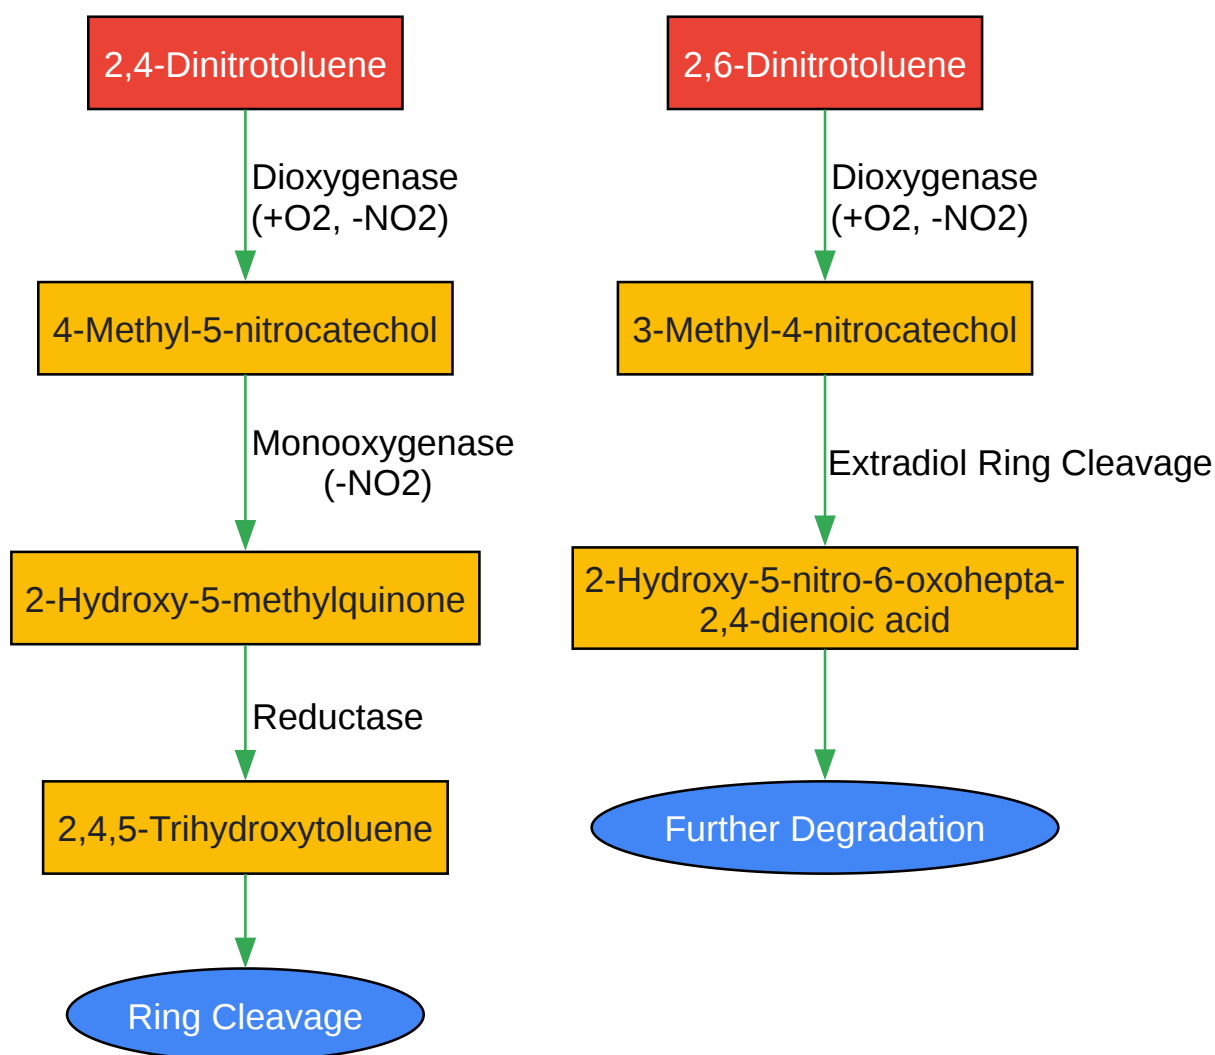 2,4-Dinitrotoluene
Dioxygenase
(+O2, -NO2)
4-Methyl-5-nitrocatechol
Monooxygenase
(-NO2)
2-Hydroxy-5-methylquinone
Reductase
2,4,5-Trihydroxytoluene
Ring Cleavage
2,6-Dinitrotoluene
Dioxygenase
(+O2, -NO2)
3-Methyl-4-nitrocatechol
Extradiol Ring Cleavage
2-Hydroxy-5-nitro-6-oxohepta-
2,4-dienoic acid
Further Degradation